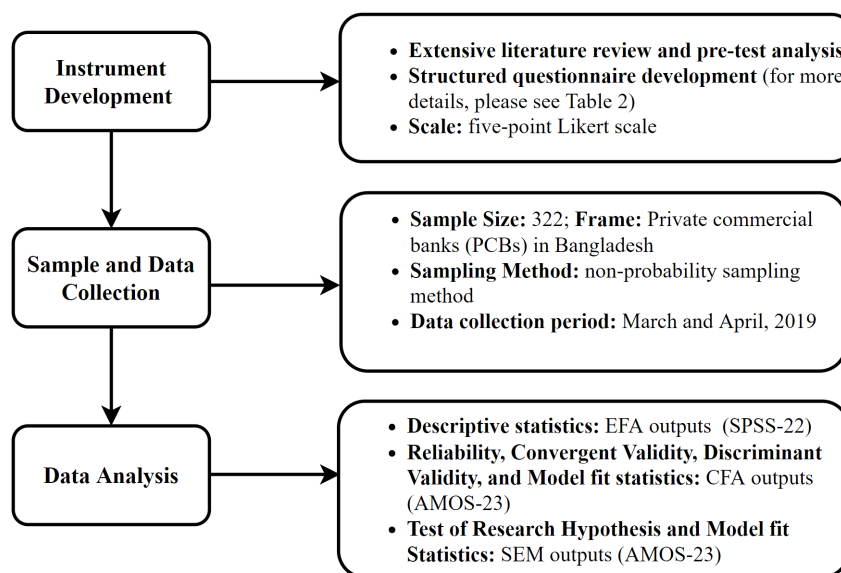 Instrument
Development
• Extensive literature review and pre-test analysis
• Structured questionnaire development (for more
details, please see Table 2)
• Scale: five-point Likert scale
Sample and Data
Collection
• Sample Size: 322; Frame: Private commercial
banks (PCBs) in Bangladesh
• Sampling Method: non-probability sampling
method
• Data collection period: March and April, 2019
Data Analysis
• Descriptive statistics: EFA outputs (SPSS-22)
• Reliability, Convergent Validity, Discriminant
Validity, and Model fit statistics: CFA outputs
(AMOS-23)
• Test of Research Hypothesis and Model fit
Statistics: SEM outputs (AMOS-23)